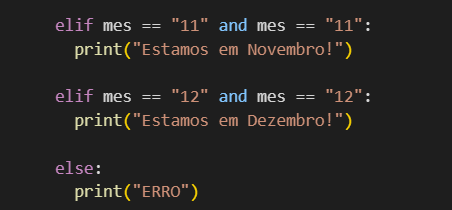 elif mes == "11" and mes == "11":
print("Estamos em Novembro!")
elif mes == "12" and mes == "12":
print("Estamos em Dezembro!")
else:
print("ERRO")